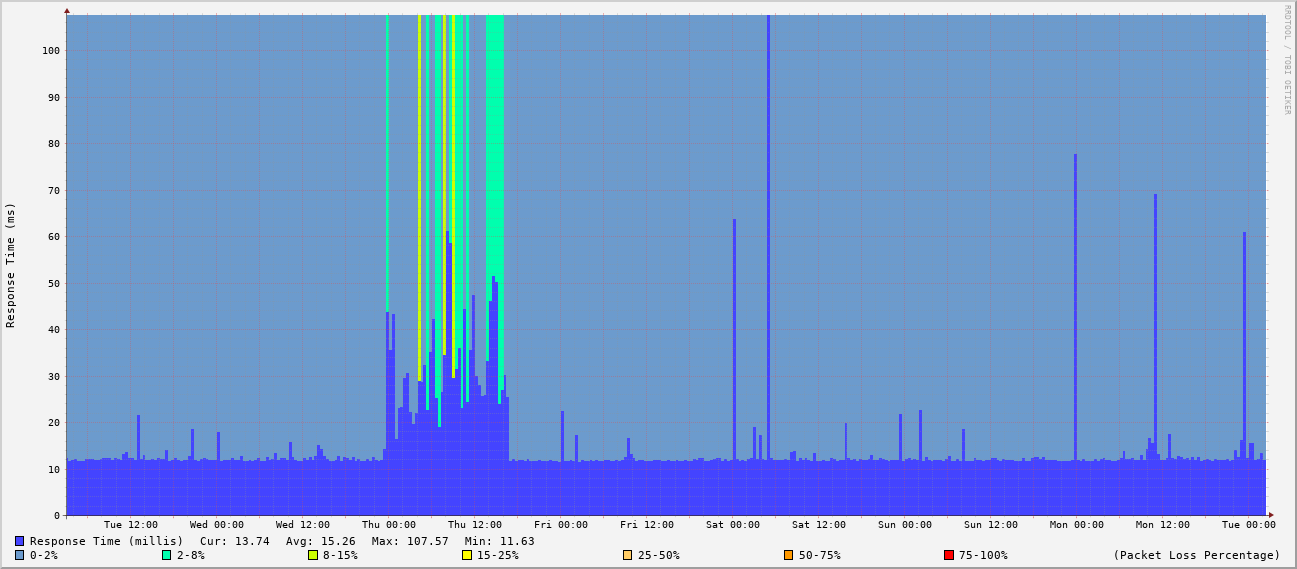 RRDTOOL / TOBI OETIKER
Response Time (ms)
100
90
80
70
60
50
40
30
20
10
0
Tue 12:00 Wed 00:00 Wed 12:00 Thu 00:00 Thu 12:00 Fri 00:00 Fri 12:00 Sat 00:00 Sat 12:00 Sun 00:00 Sun 12:00 Mon 00:00 Mon 12:00 Tue 00:00
Response Time (millis) Cur: 13.74 Avg: 15.26 Max: 107.57 Min: 11.63
0-2% 2-8% 8-15% 15-25% 25-50% 50-75% 75-100% (Packet Loss Percentage)